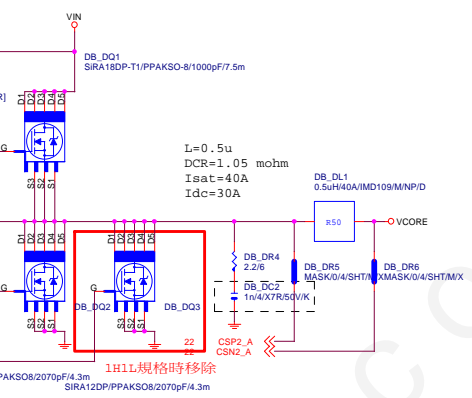 VIN
DB_DQ1
SiRA18DP-T1/PPAKSO-8/1000pF/7.5m
R]
D1
D2
D3
D4
D5
G
S3
S2
S1
L=0.5u
DCR=1.05 mohm
Isat=40A
Idc=30A
DB_DL1
0.5uH/40A/IMD109/M/NP/D
R50
VCORE
D1
D2
D3
D4
D5
D1
D2
D3
D4
D5
DB_DR4
2.2/6
DB_DR5
MASK/0/4/SHT/M/X
DB_DR6
MASK/0/4/SHT/M/X
DB_DC2
1n/4/X7R/50V/K
G
G
DB_DQ2
DB_DQ3
S3
S2
S1
S3
S2
S1
22
CSP2_A
22
CSN2_A
1H1L規格時移除
PAKSO8/2070pF/4.3m
SIRA12DP/PPAKSO8/2070pF/4.3m